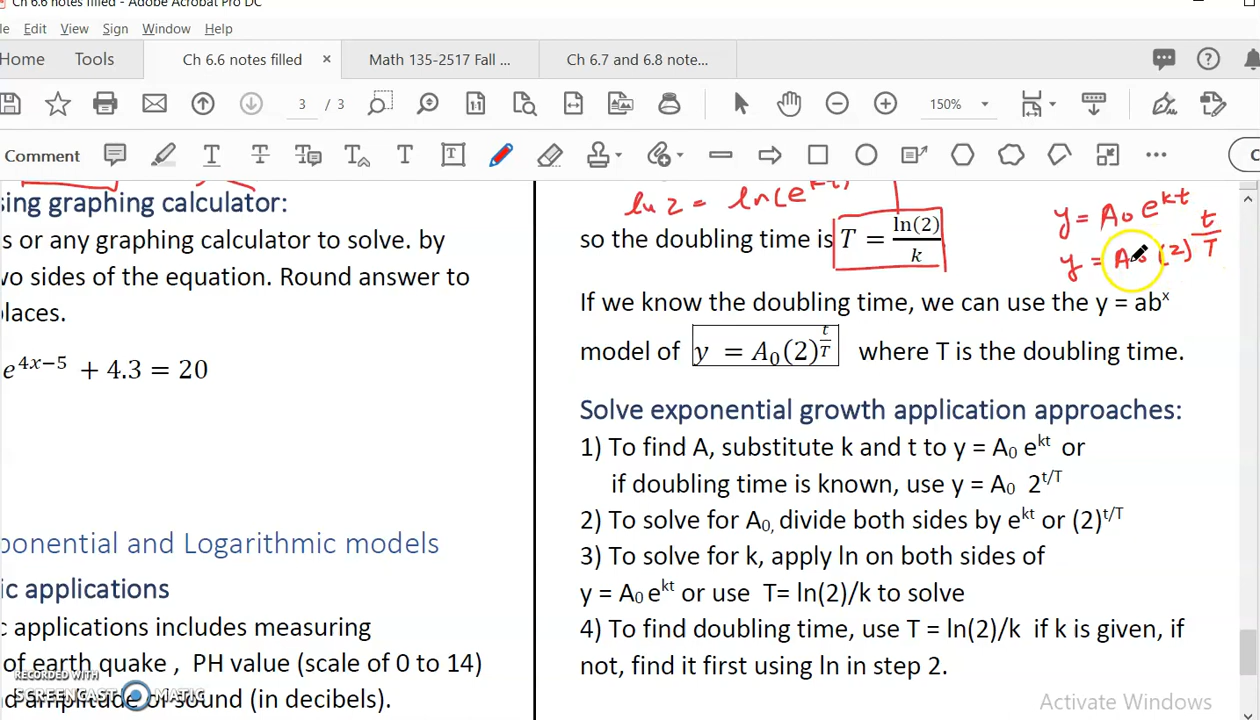 Ch 6.6 notes filled - Adobe Acrobat Pro DC
Edit View Sign Window Help
Home Tools Ch 6.6 notes filled × Math 135-2517 Fall ... Ch 6.7 and 6.8 note...
3 / 3 150%
Comment
sing graphing calculator:
s or any graphing calculator to solve. by
wo sides of the equation. Round answer to
laces.
e^{4x−5} + 4.3 = 20
ponential and Logarithmic models
ic applications
c applications includes measuring
of earth quake , PH value (scale of 0 to 14)
d amplitude of sound (in decibels).
RECORDED WITH
SCREENCAST MATIC
ln 2 = ln(e^{kt})
so the doubling time is T = ln(2)/k
y = A₀ e^{kt}
y = A₀ (2)^{t/T}
If we know the doubling time, we can use the y = abˣ
model of y = A₀(2)^{t/T} where T is the doubling time.
Solve exponential growth application approaches:
1) To find A, substitute k and t to y = A₀ e^{kt} or
if doubling time is known, use y = A₀ 2^{t/T}
2) To solve for A₀, divide both sides by e^{kt} or (2)^{t/T}
3) To solve for k, apply ln on both sides of
y = A₀ e^{kt} or use T= ln(2)/k to solve
4) To find doubling time, use T = ln(2)/k if k is given, if
not, find it first using ln in step 2.
Activate Windows